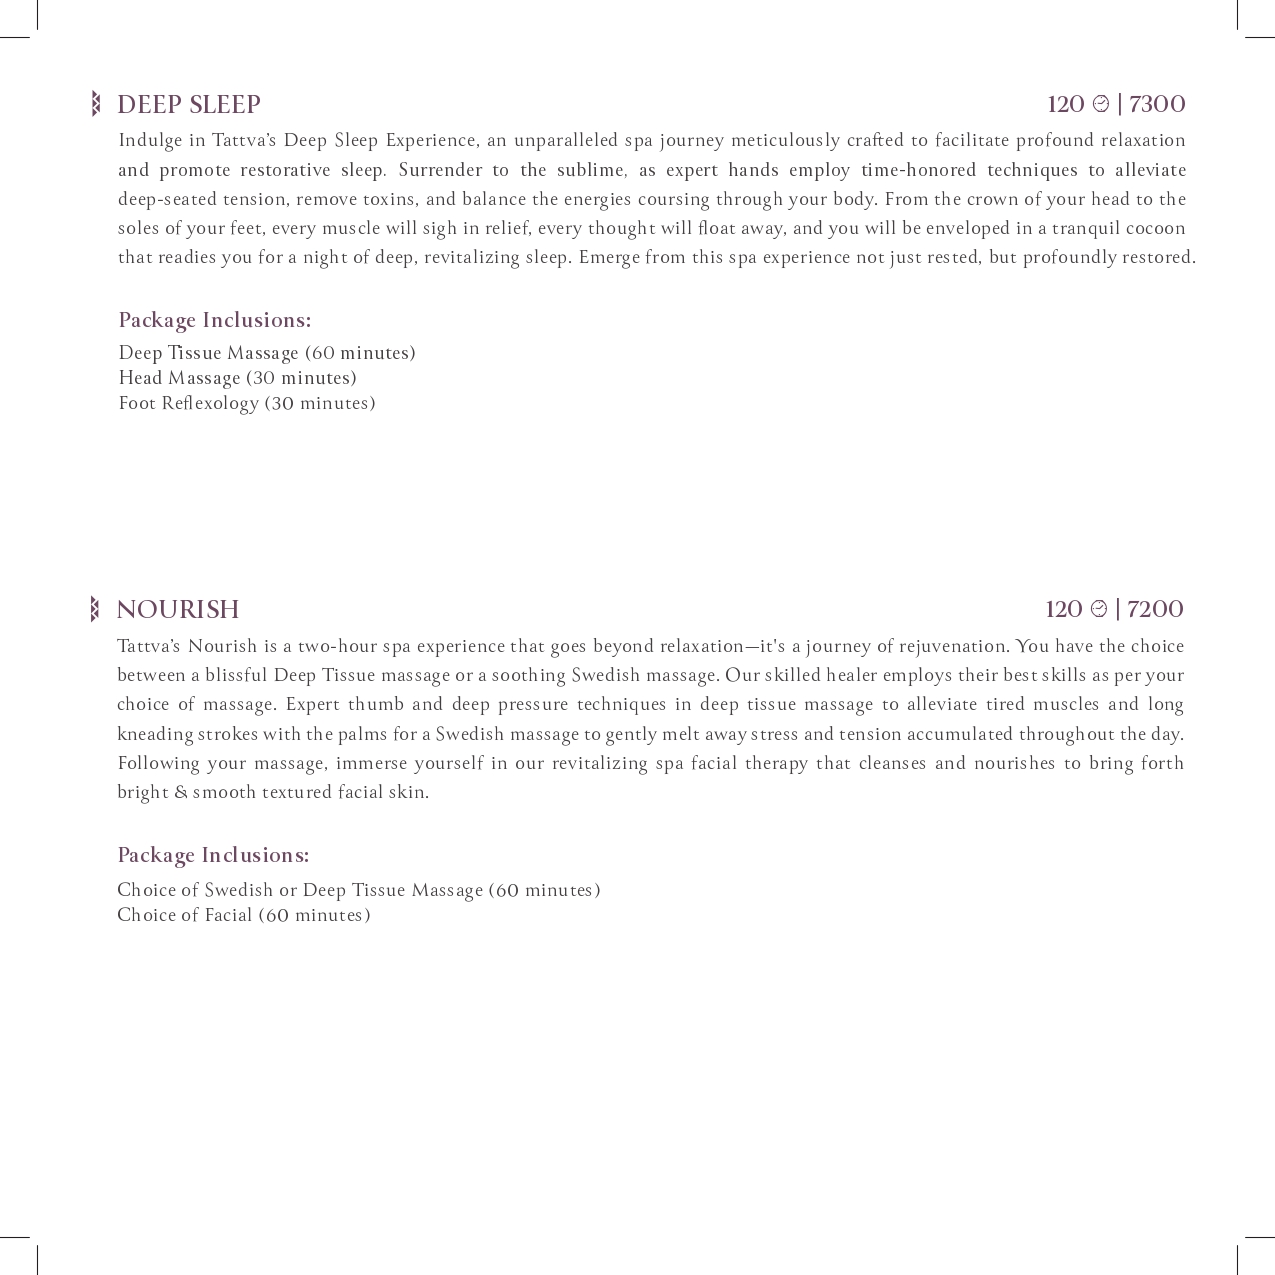 DEEP SLEEP
120 | 7300
Indulge in Tattva’s Deep Sleep Experience, an unparalleled spa journey meticulously crafted to facilitate profound relaxation
and promote restorative sleep. Surrender to the sublime, as expert hands employ time-honored techniques to alleviate
deep-seated tension, remove toxins, and balance the energies coursing through your body. From the crown of your head to the
soles of your feet, every muscle will sigh in relief, every thought will float away, and you will be enveloped in a tranquil cocoon
that readies you for a night of deep, revitalizing sleep. Emerge from this spa experience not just rested, but profoundly restored.
Package Inclusions:
Deep Tissue Massage (60 minutes)
Head Massage (30 minutes)
Foot Reflexology (30 minutes)
NOURISH
120 | 7200
Tattva’s Nourish is a two-hour spa experience that goes beyond relaxation—it's a journey of rejuvenation. You have the choice
between a blissful Deep Tissue massage or a soothing Swedish massage. Our skilled healer employs their best skills as per your
choice of massage. Expert thumb and deep pressure techniques in deep tissue massage to alleviate tired muscles and long
kneading strokes with the palms for a Swedish massage to gently melt away stress and tension accumulated throughout the day.
Following your massage, immerse yourself in our revitalizing spa facial therapy that cleanses and nourishes to bring forth
bright & smooth textured facial skin.
Package Inclusions:
Choice of Swedish or Deep Tissue Massage (60 minutes)
Choice of Facial (60 minutes)